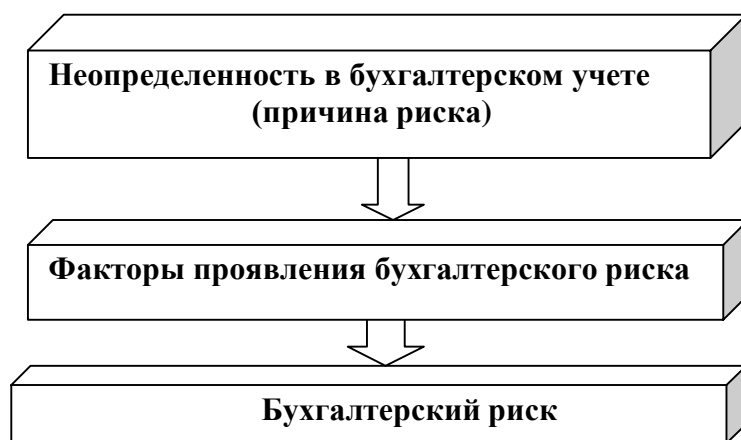 Неопределенность в бухгалтерском учете
(причина риска)
Факторы проявления бухгалтерского риска
Бухгалтерский риск